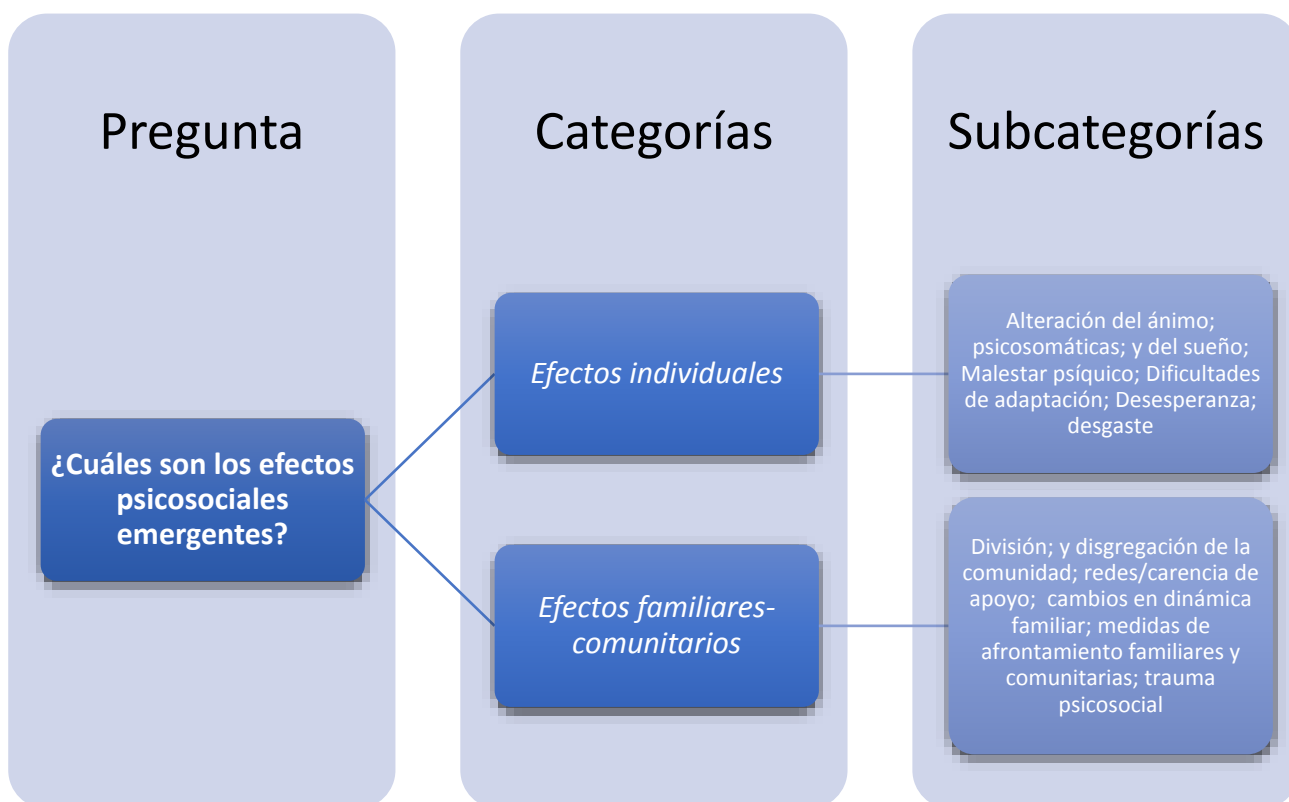 Pregunta
Categorías
Subcategorías
¿Cuáles son los efectos
psicosociales
emergentes?
Efectos individuales
Alteración del ánimo;
psicosomáticas; y del sueño;
Malestar psíquico; Dificultades
de adaptación; Desesperanza;
desgaste
Efectos familiares-
comunitarios
División; y disgregación de la
comunidad; redes/carencia de
apoyo;  cambios en dinámica
familiar; medidas de
afrontamiento familiares y
comunitarias; trauma
psicosocial